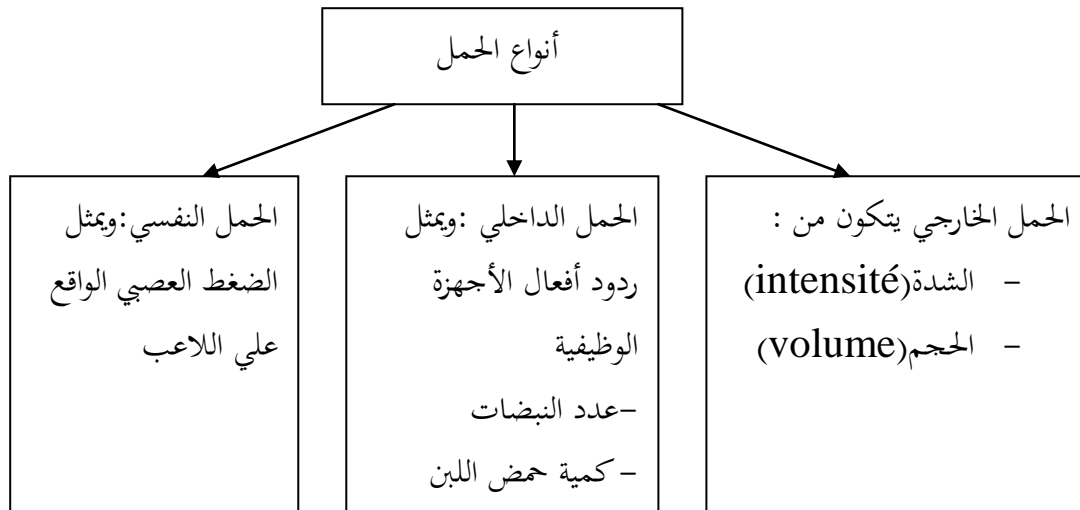 أنواع الحمل
الحمل الخارجي يتكون من :
- الشدة(intensité)
- الحجم(volume)
الحمل الداخلي :ويمثل
ردود أفعال الأجهزة
الوظيفية
-عدد النبضات
- كمية حمض اللبن
الحمل النفسي:ويمثل
الضغط العصبي الواقع
علي اللاعب